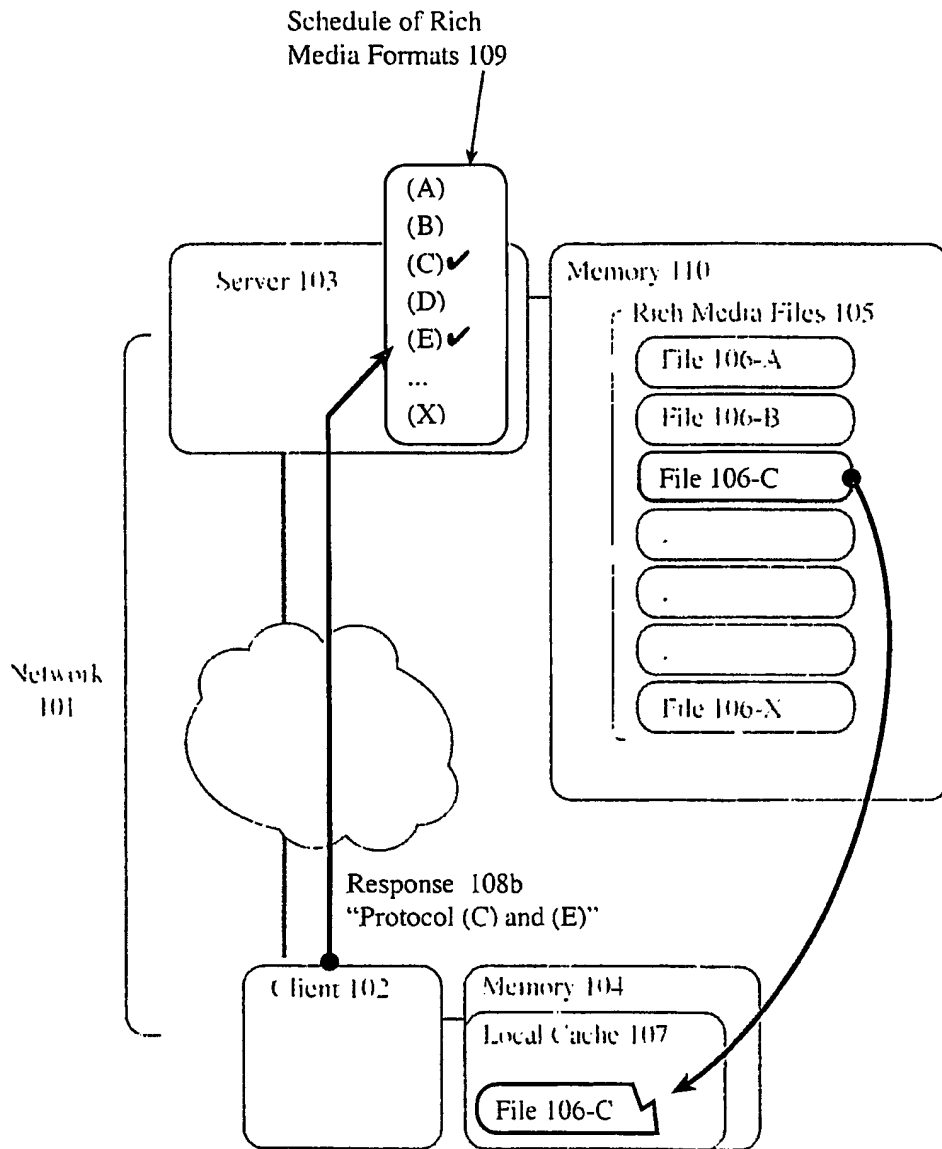 Schedule of Rich
Media Formats 109
(A)
(B)
(C)✔
(D)
(E)✔
...
(X)
Server 103
Memory 110
Rich Media Files 105
File 106-A
File 106-B
File 106-C
.
.
.
File 106-X
Network
101
Response 108b
“Protocol (C) and (E)”
Client 102
Memory 104
Local Cache 107
File 106-C